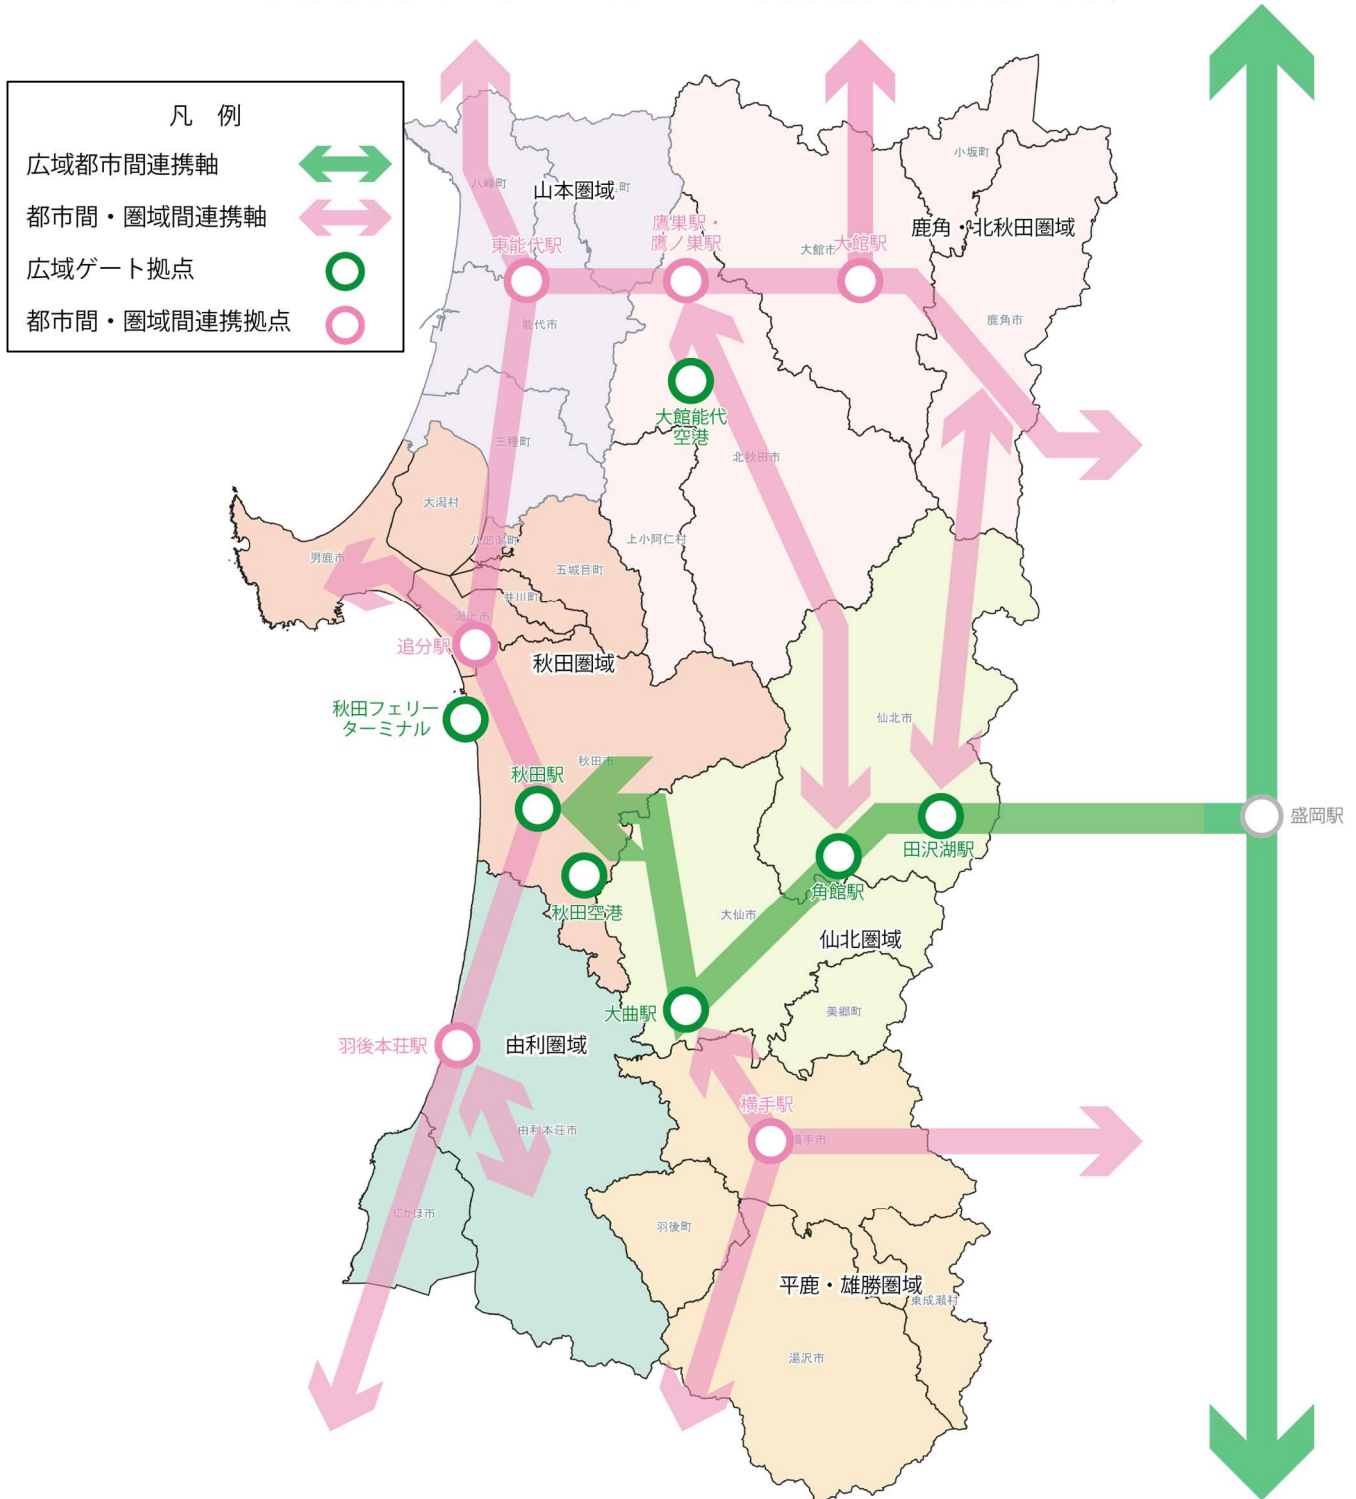 凡 例
広域都市間連携軸
都市間・圏域間連携軸
広域ゲート拠点
都市間・圏域間連携拠点
小坂町
八峰町
山本圏域
町
鷹巣駅・
鷹ノ巣駅
鹿角・北秋田圏域
東能代駅
大館市
大館駅
能代市
鹿角市
大館能代
空港
三種町
北秋田市
大潟村
八郎潟町
上小阿仁村
男鹿市
五城目町
井川町
潟上市
追分駅
秋田圏域
秋田フェリー
ターミナル
仙北市
秋田市
秋田駅
盛岡駅
田沢湖駅
角館駅
秋田空港
大仙市
仙北圏域
大曲駅
美郷町
羽後本荘駅
由利圏域
横手駅
由利本荘市
横手市
にかほ市
羽後町
平鹿・雄勝圏域
東成瀬村
湯沢市